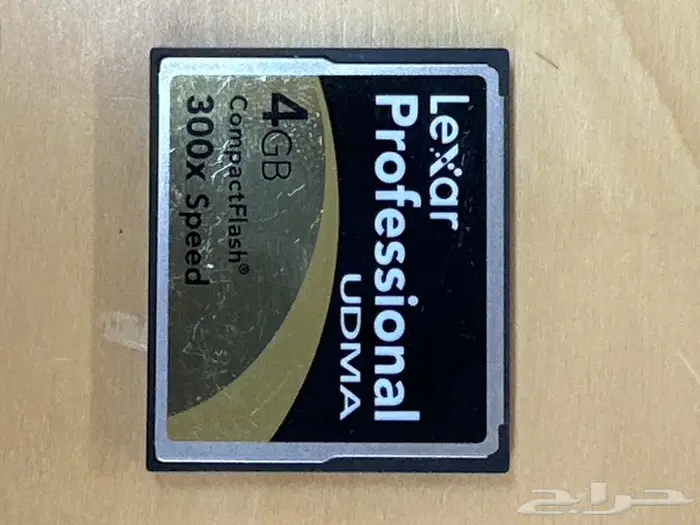 Lexar
Professional
UDMA
4GB
CompactFlash®
300x Speed
حراج